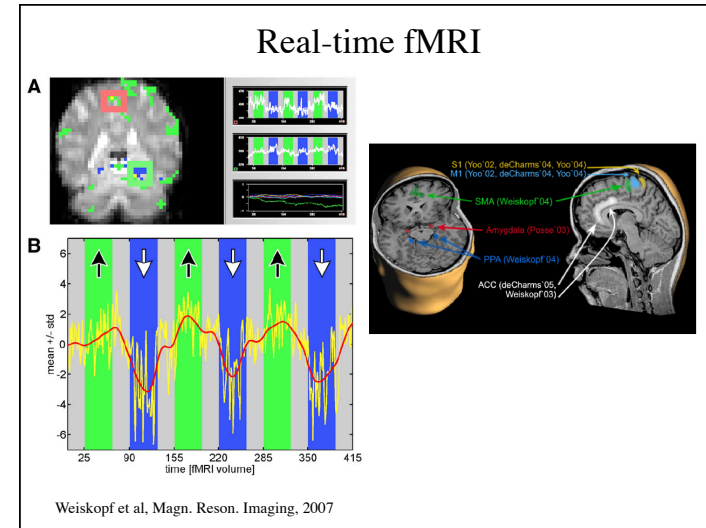 Real-time fMRI
A
B
6
4
2
0
-2
-4
-6
mean +/- std
25 90 155 220 285 350 415
time [fMRI volume]
S1 (Yoo`02, deCharms`04, Yoo`04)
M1 (Yoo`02, deCharms`04, Yoo`04)
SMA (Weiskopf`04)
Amygdala (Posse`03)
PPA (Weiskopf`04)
ACC (deCharms`05,
Weiskopf`03)
Weiskopf et al, Magn. Reson. Imaging, 2007